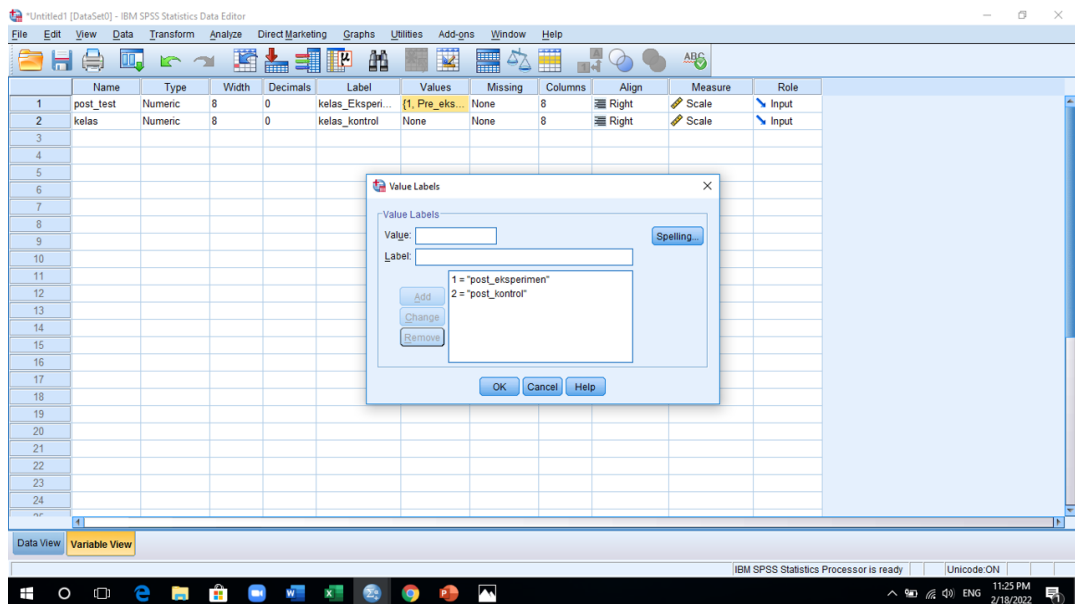 *Untitled1 [DataSet0] - IBM SPSS Statistics Data Editor
File Edit View Data Transform Analyze Direct Marketing Graphs Utilities Add-ons Window Help
Name Type Width Decimals Label Values Missing Columns Align Measure Role
1 post_test Numeric 8 0 kelas_Eksperi... {1, Pre_eks... None 8 Right Scale Input
2 kelas Numeric 8 0 kelas_kontrol None None 8 Right Scale Input
3
4
5
6
7
8
9
10
11
12
13
14
15
16
17
18
19
20
21
22
23
24
Value Labels
Value Labels
Value:
Spelling...
Label:
1 = "post_eksperimen"
2 = "post_kontrol"
Add
Change
Remove
OK Cancel Help
Data View Variable View
IBM SPSS Statistics Processor is ready Unicode:ON
ENG
11:25 PM
2/18/2022